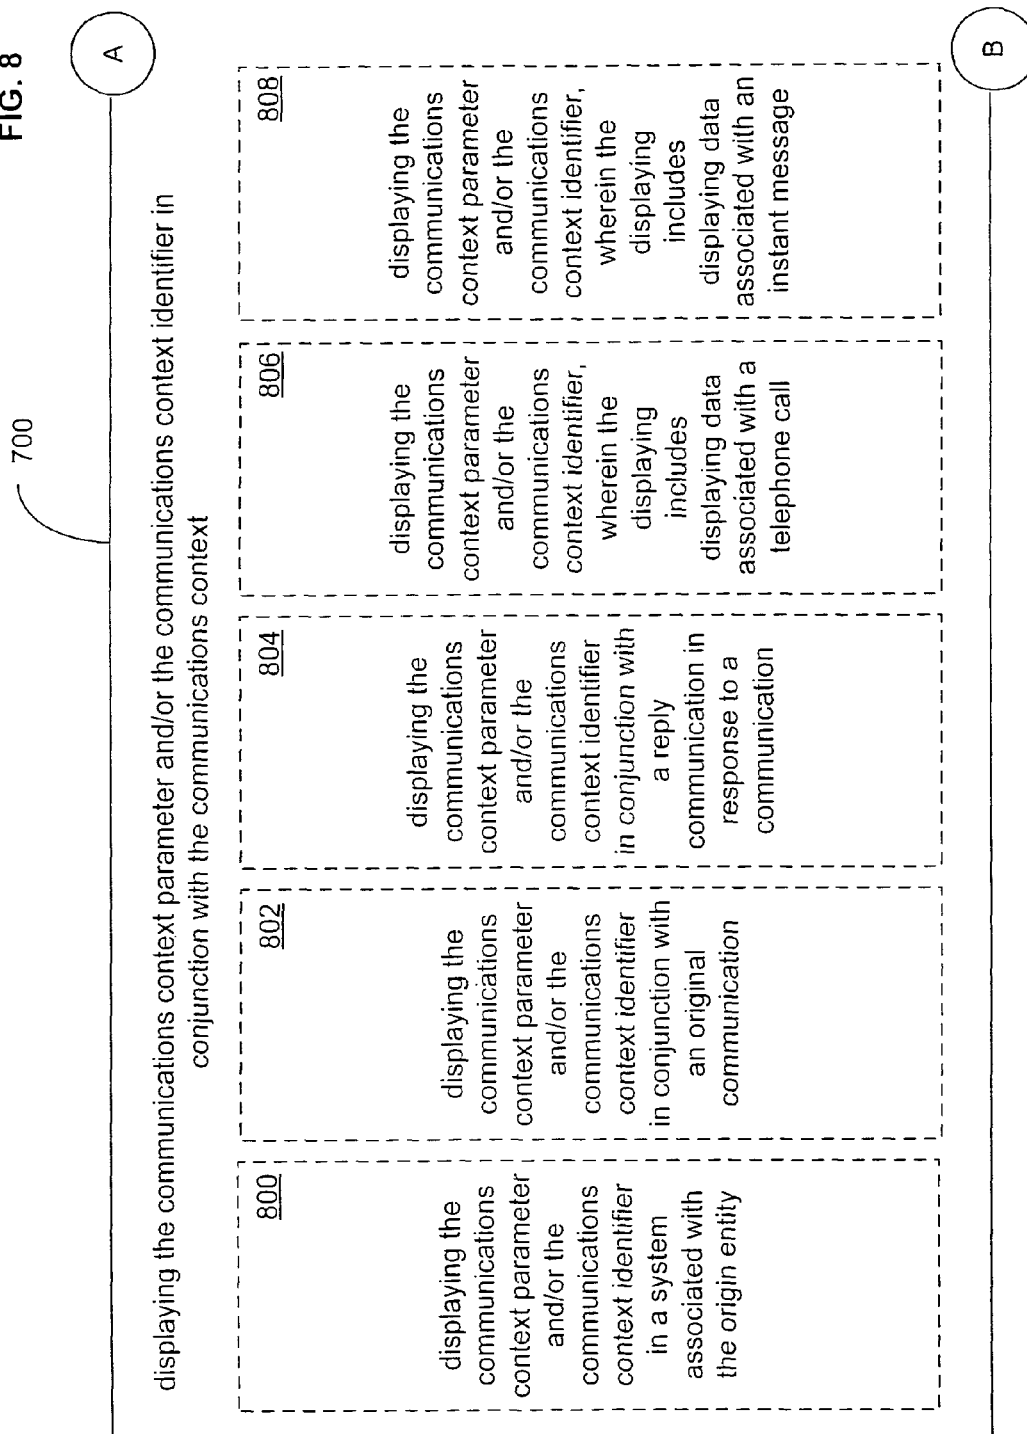 FIG. 8
700
A
displaying the communications context parameter and/or the communications context identifier in
conjunction with the communications context
800
displaying the
communications
context parameter
and/or the
communications
context identifier
in a system
associated with
the origin entity
802
displaying the
communications
context parameter
and/or the
communications
context identifier
in conjunction with
an original
communication
804
displaying the
communications
context parameter
and/or the
communications
context identifier
in conjunction with
a reply
communication in
response to a
communication
806
displaying the
communications
context parameter
and/or the
communications
context identifier,
wherein the
displaying
includes
displaying data
associated with a
telephone call
808
displaying the
communications
context parameter
and/or the
communications
context identifier,
wherein the
displaying
includes
displaying data
associated with an
instant message
B